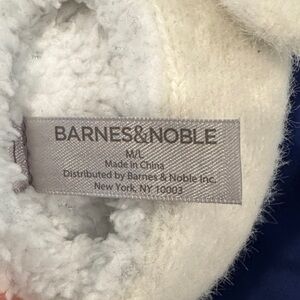 BARNES&NOBLE
M/L
Made in China
Distributed by Barnes & Noble Inc.
New York, NY 10003